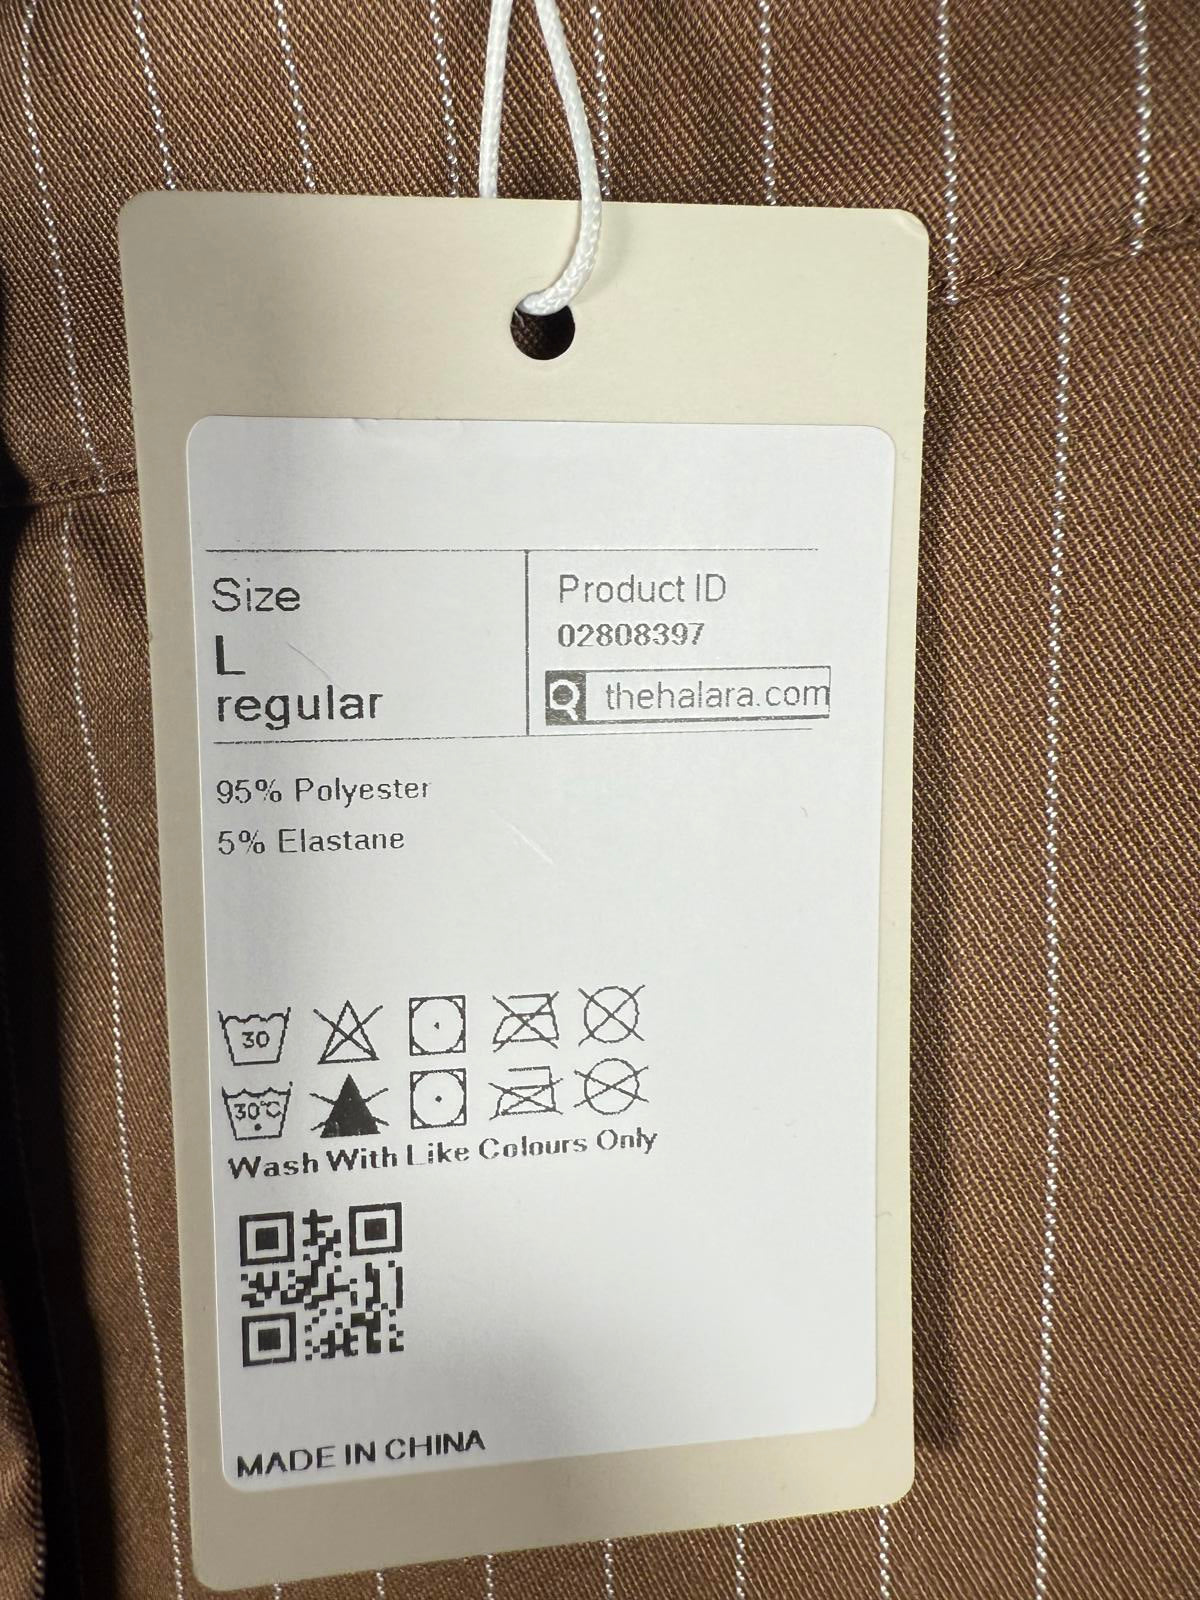 Size
L
regular
Product ID
02808397
thehalara.com
95% Polyester
5% Elastane
30
30°C
Wash With Like Colours Only
MADE IN CHINA